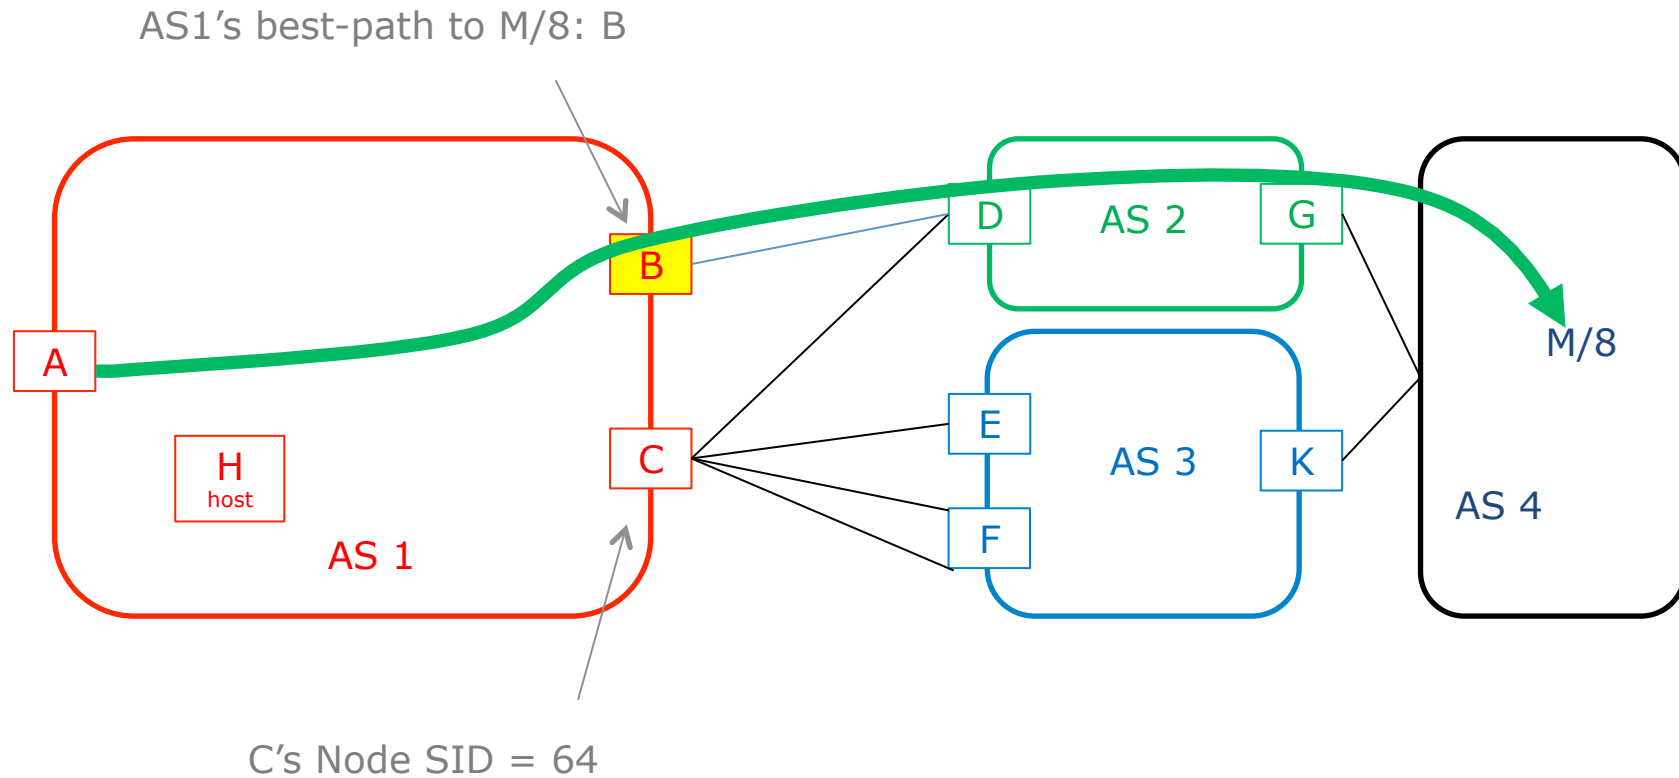 AS1’s best-path to M/8: B
B
D
AS 2
G
A
M/8
H
host
C
E
AS 3
K
F
AS 4
AS 1
C’s Node SID = 64